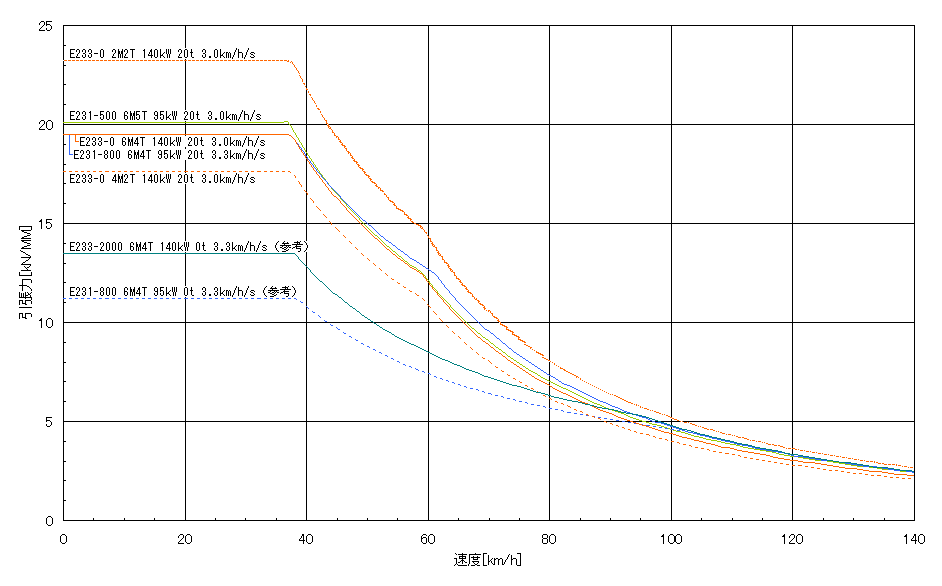 25
E233-0 2M2T 140kW 20t 3.0km/h/s
E231-500 6M5T 95kW 20t 3.0km/h/s
20
E233-0 6M4T 140kW 20t 3.0km/h/s
E231-800 6M4T 95kW 20t 3.3km/h/s
E233-0 4M2T 140kW 20t 3.0km/h/s
15
E233-2000 6M4T 140kW 0t 3.3km/h/s (参考)
引張力[kN/MM]
E231-800 6M4T 95kW 0t 3.3km/h/s (参考)
10
5
0
0 20 40 60 80 100 120 140
速度[km/h]